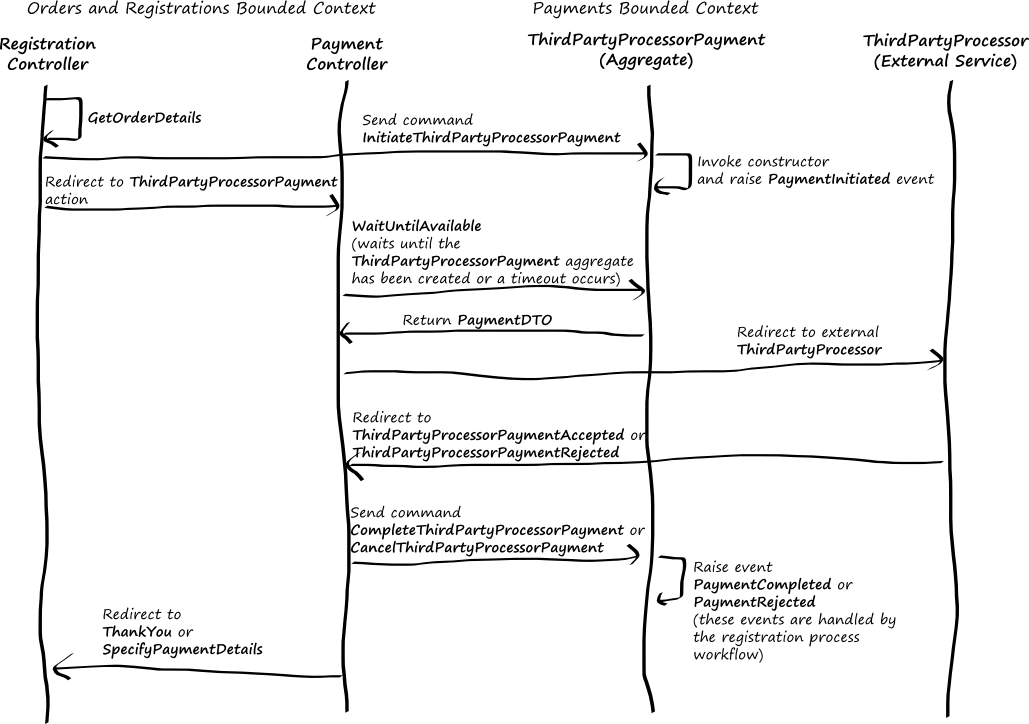 Orders and Registrations Bounded Context
Payments Bounded Context
Registration
Controller
Payment
Controller
ThirdPartyProcessorPayment
(Aggregate)
ThirdPartyProcessor
(External Service)
GetOrderDetails
Send command
InitiateThirdPartyProcessorPayment
Invoke constructor
and raise PaymentInitiated event
Redirect to ThirdPartyProcessorPayment
action
WaitUntilAvailable
(waits until the
ThirdPartyProcessorPayment aggregate
has been created or a timeout occurs)
Return PaymentDTO
Redirect to external
ThirdPartyProcessor
Redirect to
ThirdPartyProcessorPaymentAccepted or
ThirdPartyProcessorPaymentRejected
Send command
CompleteThirdPartyProcessorPayment or
CancelThirdPartyProcessorPayment
Raise event
PaymentCompleted or
PaymentRejected
(these events are handled by
the registration process
workflow)
Redirect to
ThankYou or
SpecifyPaymentDetails